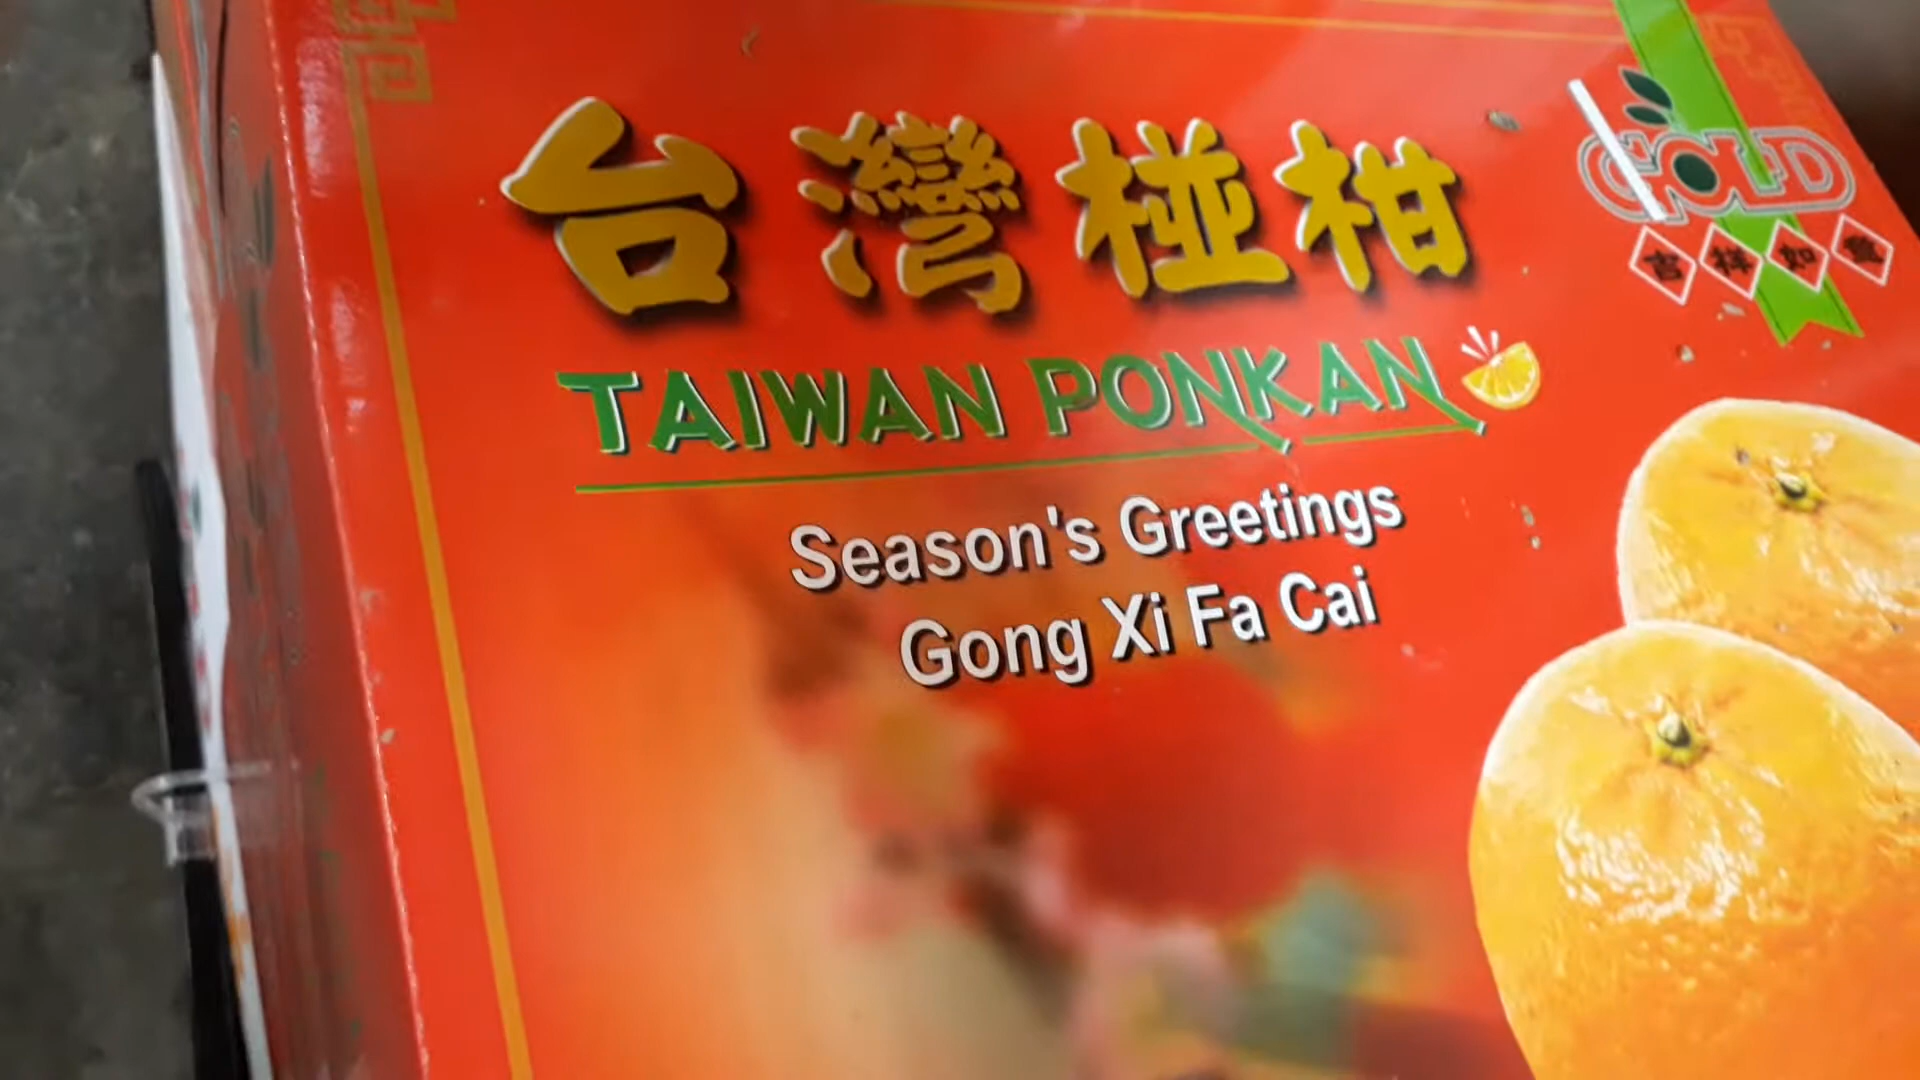 台灣椪柑
GOLD
吉祥如意
TAIWAN PONKAN
Season's Greetings
Gong Xi Fa Cai